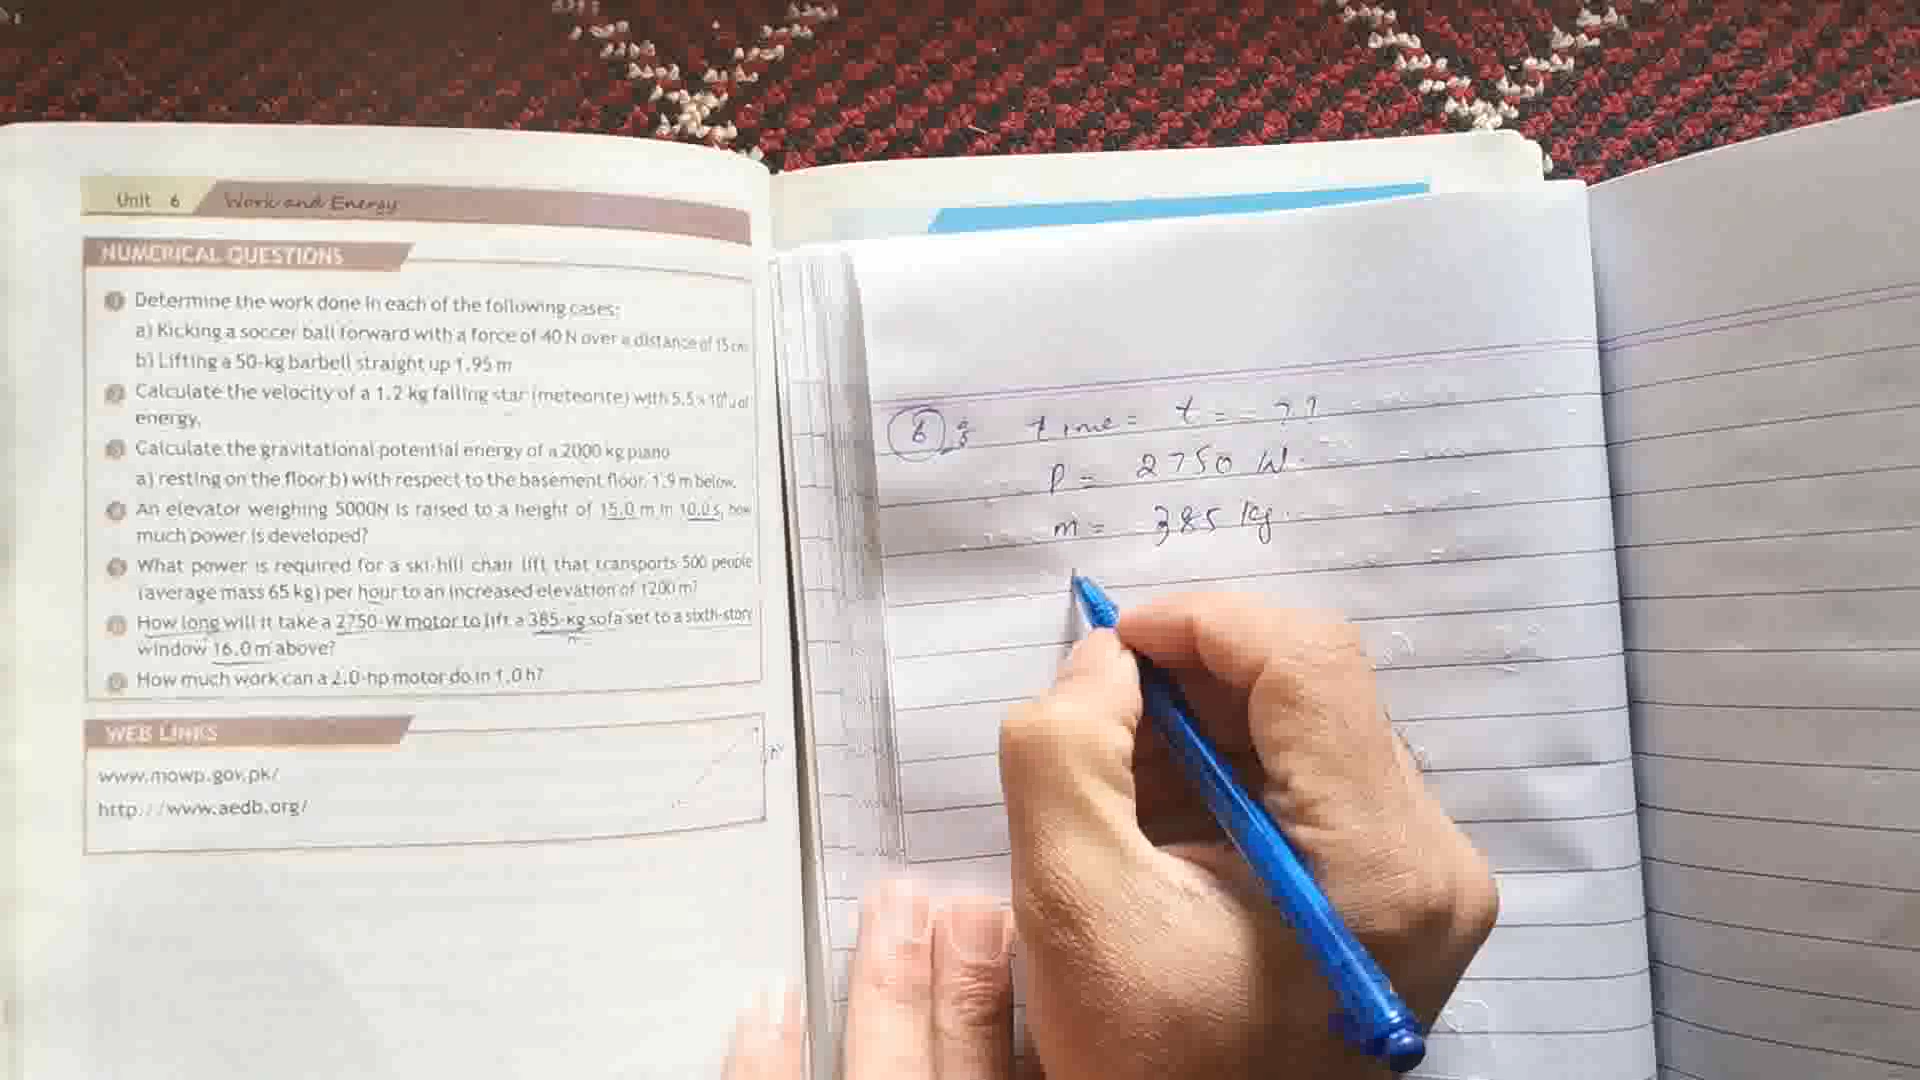 Unit 6 Work and Energy
NUMERICAL QUESTIONS
1 Determine the work done in each of the following cases:
a) Kicking a soccer ball forward with a force of 40 N over a distance of 15 cm
b) Lifting a 50-kg barbell straight up 1.95 m
2 Calculate the velocity of a 1.2 kg falling star (meteorite) with 5.5 x 10 J of
energy.
3 Calculate the gravitational potential energy of a 2000 kg piano
a) resting on the floor b) with respect to the basement floor, 1.9 m below.
4 An elevator weighing 5000N is raised to a height of 15.0 m in 10.0 s, how
much power is developed?
5 What power is required for a ski-hill chair lift that transports 500 people
(average mass 65 kg) per hour to an increased elevation of 1200 m?
6 How long will it take a 2750-W motor to lift a 385-kg sofa set to a sixth-story
window 16.0 m above?
7 How much work can a 2.0-hp motor do in 1.0 h?
WEB LINKS
www.mowp.gov.pk/
http://www.aedb.org/
6 time = t = ??
P = 2750 W.
m = 385 kg.